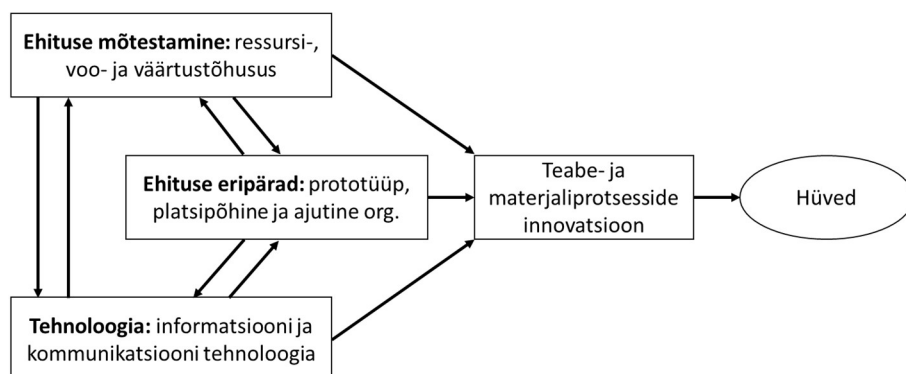 Ehituse mõtestamine: ressursi-,
voo- ja väärtustõhusus
Ehituse eripärad: prototüüp,
platsipõhine ja ajutine org.
Teabe- ja
materjaliprotsesside
innovatsioon
Hüved
Tehnoloogia: informatsiooni ja
kommunikatsiooni tehnoloogia